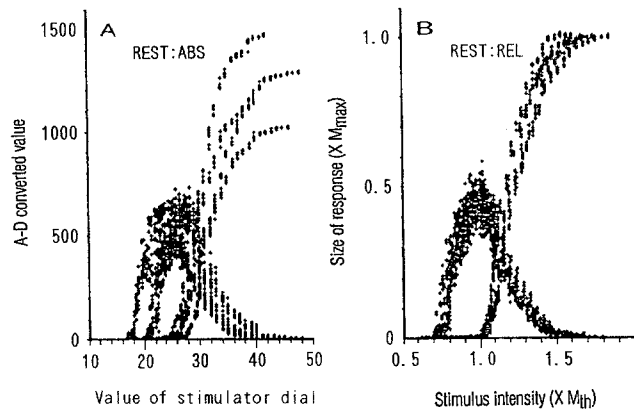 A
REST:ABS
1500
1000
500
0
A-D converted value
10
20
30
40
50
Value of stimulator dial
B
REST:REL
1.0
0.5
0
Size of response (X Mmax)
0.5
1.0
1.5
Stimulus intensity (X Mth)